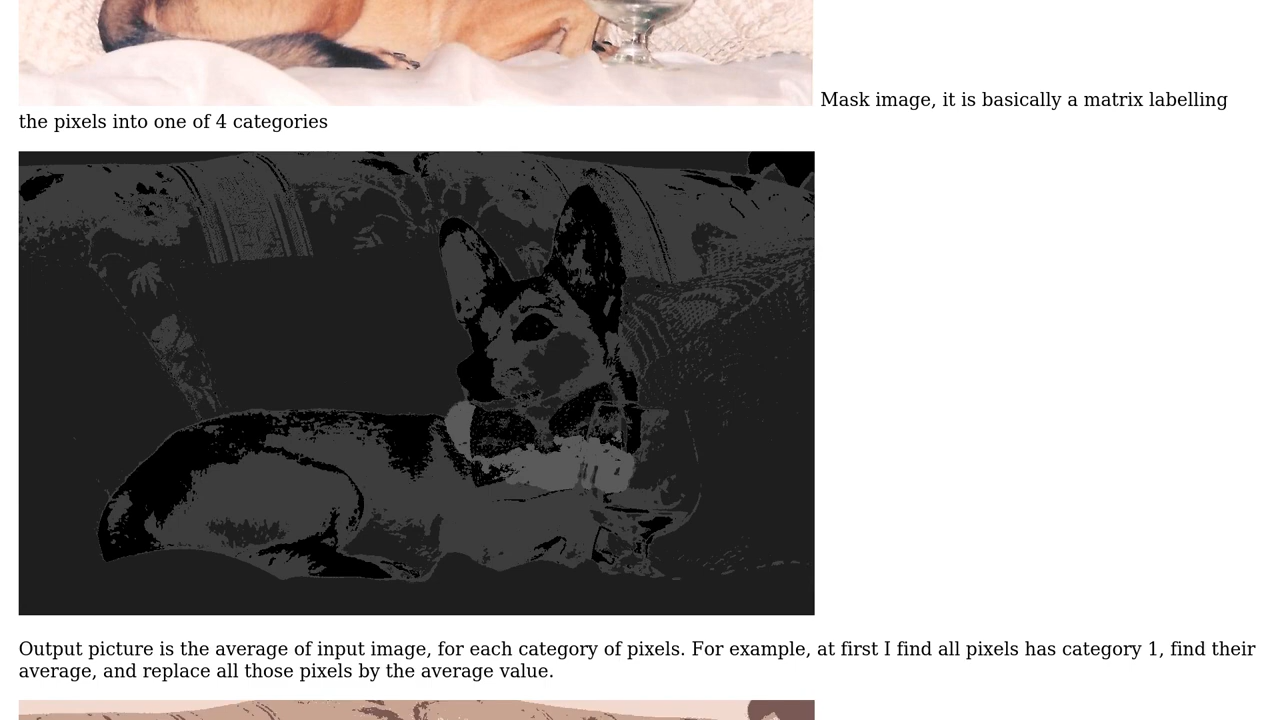 Mask image, it is basically a matrix labelling
the pixels into one of 4 categories
Output picture is the average of input image, for each category of pixels. For example, at first I find all pixels has category 1, find their
average, and replace all those pixels by the average value.